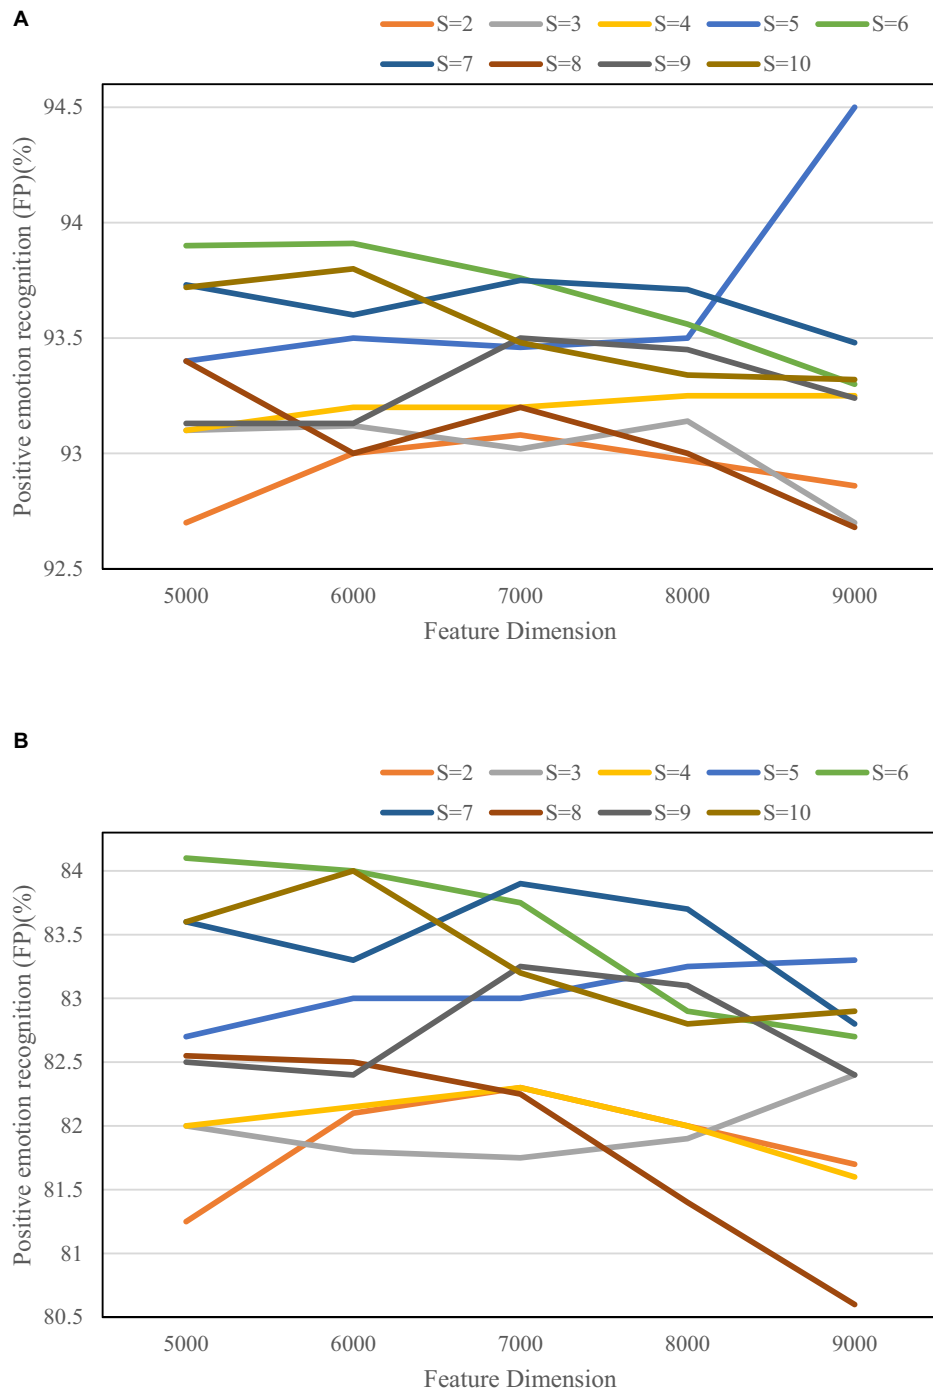 A
S=2 S=3 S=4 S=5 S=6
S=7 S=8 S=9 S=10
Positive emotion recognition (FP)(%)
94.5
94
93.5
93
92.5
5000 6000 7000 8000 9000
Feature Dimension
B
S=2 S=3 S=4 S=5 S=6
S=7 S=8 S=9 S=10
Positive emotion recognition (FP)(%)
84
83.5
83
82.5
82
81.5
81
80.5
5000 6000 7000 8000 9000
Feature Dimension